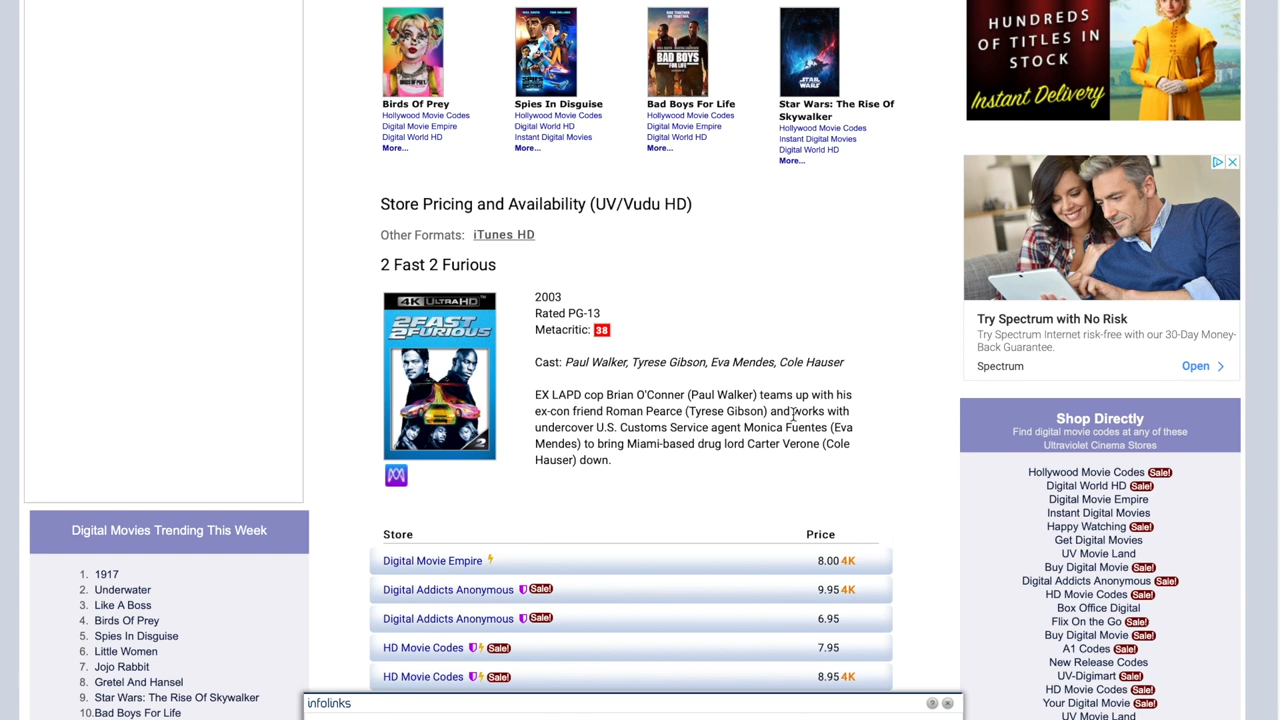 HUNDREDS
OF TITLES IN
STOCK
Instant Delivery
BAD BOYS
FOR LIFE
STAR WARS
Birds Of Prey
Hollywood Movie Codes
Digital Movie Empire
Digital World HD
More...
Spies In Disguise
Hollywood Movie Codes
Digital World HD
Instant Digital Movies
More...
Bad Boys For Life
Hollywood Movie Codes
Digital Movie Empire
Digital World HD
More...
Star Wars: The Rise Of
Skywalker
Hollywood Movie Codes
Instant Digital Movies
Digital World HD
More...
Store Pricing and Availability (UV/Vudu HD)
Other Formats: iTunes HD
2 Fast 2 Furious
4K ULTRAHD
2FAST
2FURIOUS
2
2003
Rated PG-13
Metacritic: 38
Cast: Paul Walker, Tyrese Gibson, Eva Mendes, Cole Hauser
EX LAPD cop Brian O'Conner (Paul Walker) teams up with his
ex-con friend Roman Pearce (Tyrese Gibson) and works with
undercover U.S. Customs Service agent Monica Fuentes (Eva
Mendes) to bring Miami-based drug lord Carter Verone (Cole
Hauser) down.
Store Price
Digital Movie Empire 8.00 4K
Digital Addicts Anonymous Sale! 9.95 4K
Digital Addicts Anonymous Sale! 6.95
HD Movie Codes Sale! 7.95
HD Movie Codes Sale! 8.95 4K
infolinks
Digital Movies Trending This Week
1. 1917
2. Underwater
3. Like A Boss
4. Birds Of Prey
5. Spies In Disguise
6. Little Women
7. Jojo Rabbit
8. Gretel And Hansel
9. Star Wars: The Rise Of Skywalker
10. Bad Boys For Life
Try Spectrum with No Risk
Try Spectrum Internet risk-free with our 30-Day Money-
Back Guarantee.
Spectrum Open
Shop Directly
Find digital movie codes at any of these
Ultraviolet Cinema Stores
Hollywood Movie Codes Sale!
Digital World HD Sale!
Digital Movie Empire
Instant Digital Movies
Happy Watching Sale!
Get Digital Movies
UV Movie Land
Buy Digital Movie Sale!
Digital Addicts Anonymous Sale!
HD Movie Codes Sale!
Box Office Digital
Flix On the Go Sale!
Buy Digital Movie Sale!
A1 Codes Sale!
New Release Codes
UV-Digimart Sale!
HD Movie Codes Sale!
Your Digital Movie Sale!
UV Movie Land